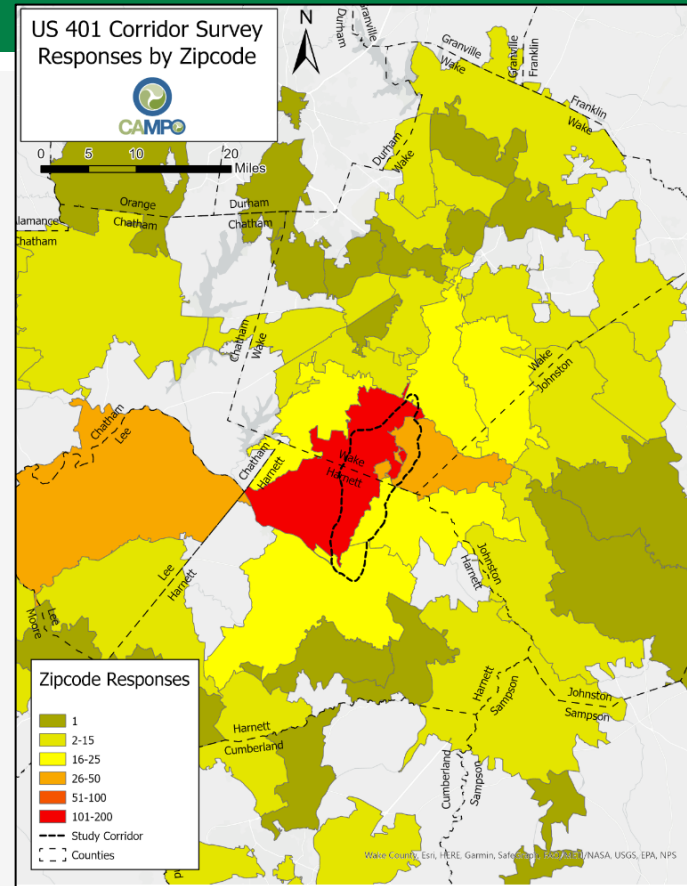 US 401 Corridor Survey
Responses by Zipcode
CAMPO
N
0 5 10 20
Miles
Durham
Granville
Wake
Granville
Franklin
Franklin
Wake
Durham
Wake
Orange
Durham
Alamance
Chatham
Chatham
Chatham
Chatham
Wake
Wake
Johnston
Chatham
Lee
Chatham
Harnett
Wake
Harnett
Lee
Harnett
Johnston
Harnett
Lee
Moore
Harnett
Sampson
Johnston
Sampson
Harnett
Cumberland
Cumberland
Sampson
Zipcode Responses
1
2-15
16-25
26-50
51-100
101-200
Study Corridor
Counties
Wake County, Esri, HERE, Garmin, SafeGraph, FAO, METI/NASA, USGS, EPA, NPS